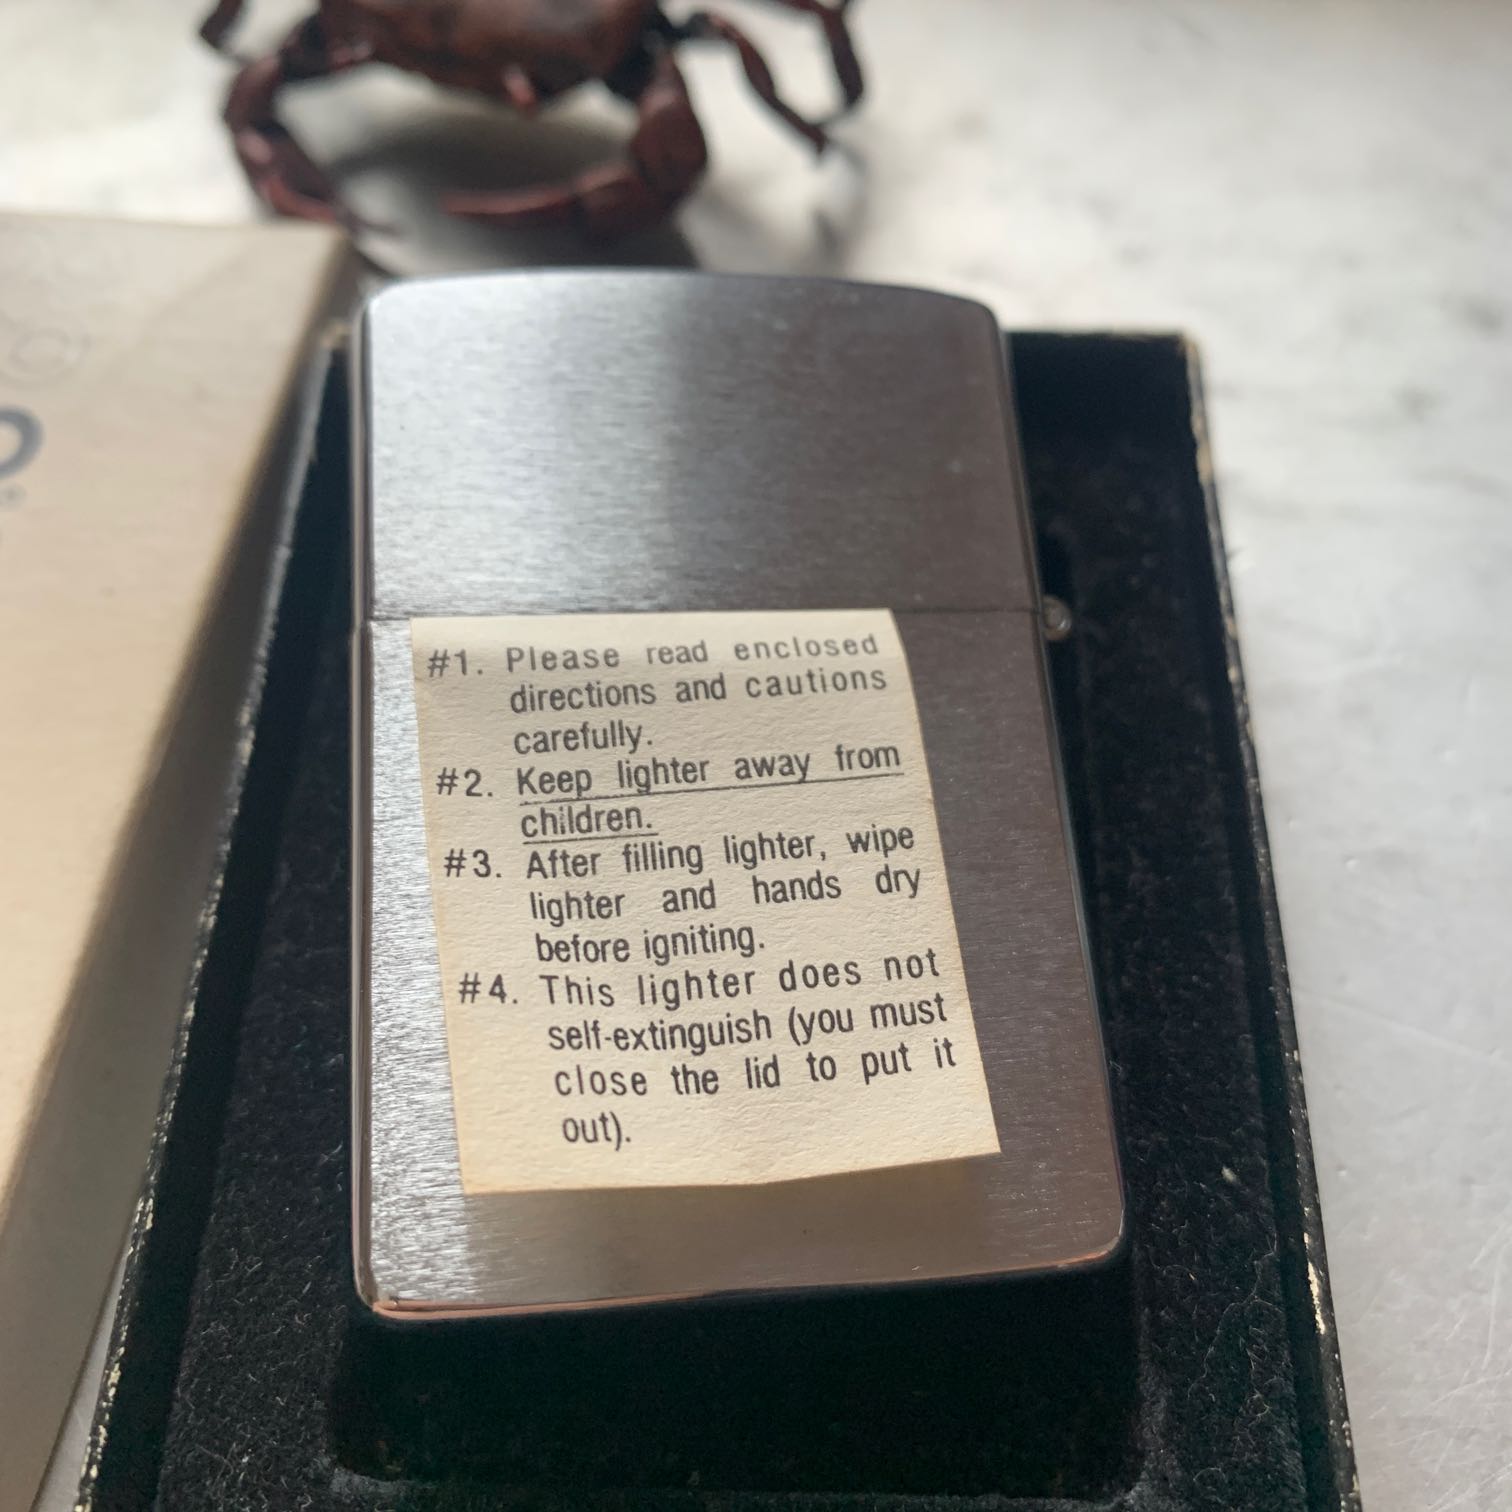 #1. Please read enclosed
directions and cautions
carefully.
#2. Keep lighter away from
children.
#3. After filling lighter, wipe
lighter and hands dry
before igniting.
#4. This lighter does not
self-extinguish (you must
close the lid to put it
out).